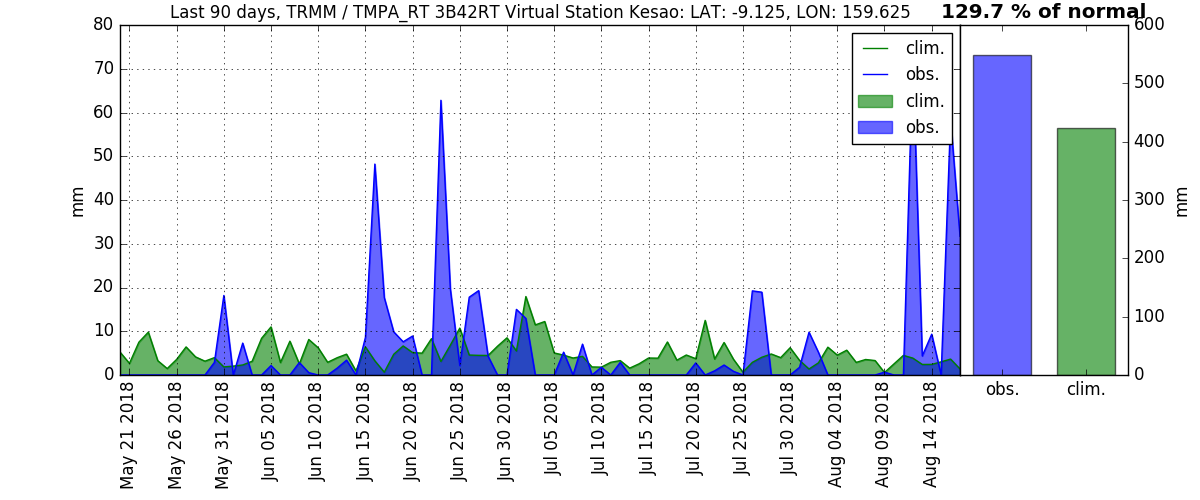 Last 90 days, TRMM / TMPA_RT 3B42RT Virtual Station Kesao: LAT: -9.125, LON: 159.625
129.7 % of normal
80
70
60
50
40
30
20
10
0
mm
clim.
obs.
clim.
obs.
600
500
400
300
200
100
0
mm
May 21 2018
May 26 2018
May 31 2018
Jun 05 2018
Jun 10 2018
Jun 15 2018
Jun 20 2018
Jun 25 2018
Jun 30 2018
Jul 05 2018
Jul 10 2018
Jul 15 2018
Jul 20 2018
Jul 25 2018
Jul 30 2018
Aug 04 2018
Aug 09 2018
Aug 14 2018
obs.
clim.